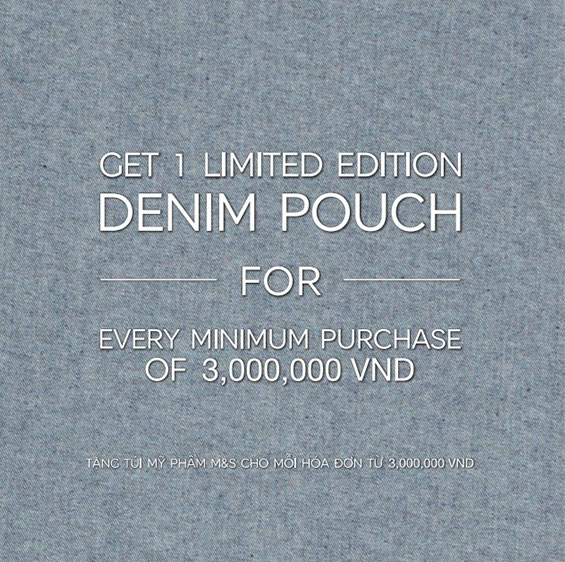 GET 1 LIMITED EDITION
DENIM POUCH
FOR
EVERY MINIMUM PURCHASE
OF 3,000,000 VND
TẶNG TÚI MỸ PHẨM M&S CHO MỖI HÓA ĐƠN TỪ 3,000,000 VND